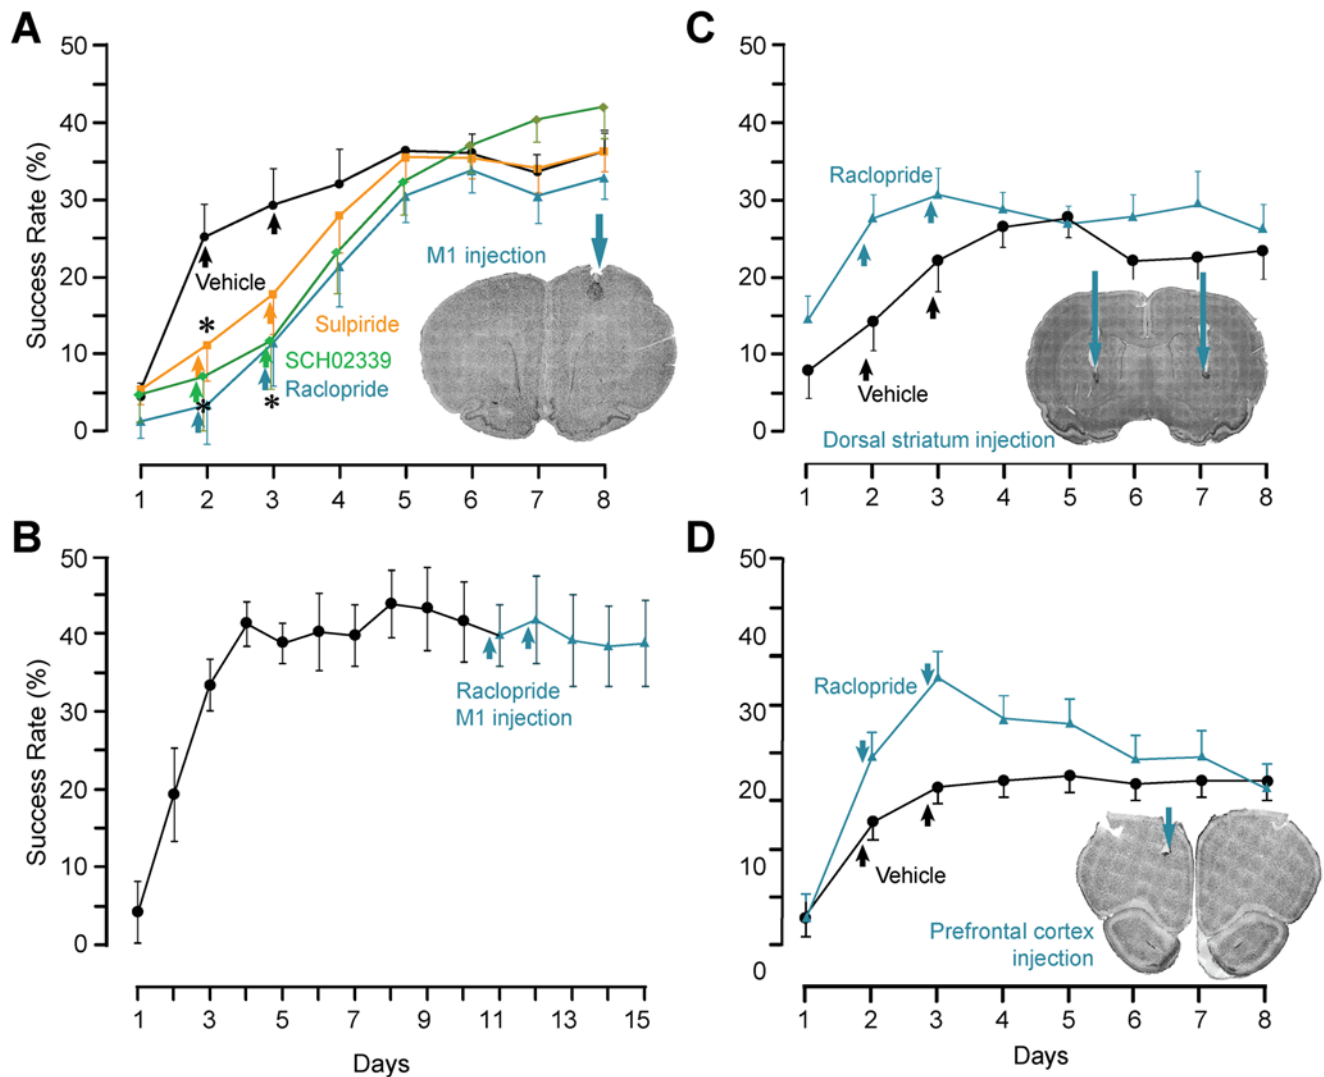 A
50
40
30
20
10
0
Success Rate (%)
Vehicle
*
*
*
Sulpiride
SCH02339
Raclopride
M1 injection
1 2 3 4 5 6 7 8
B
50
40
30
20
10
0
Success Rate (%)
Raclopride
M1 injection
1 3 5 7 9 11 13 15
Days
C
50
40
30
20
10
0
Raclopride
Vehicle
Dorsal striatum injection
1 2 3 4 5 6 7 8
D
50
40
30
20
10
0
Raclopride
Vehicle
Prefrontal cortex
injection
1 2 3 4 5 6 7 8
Days